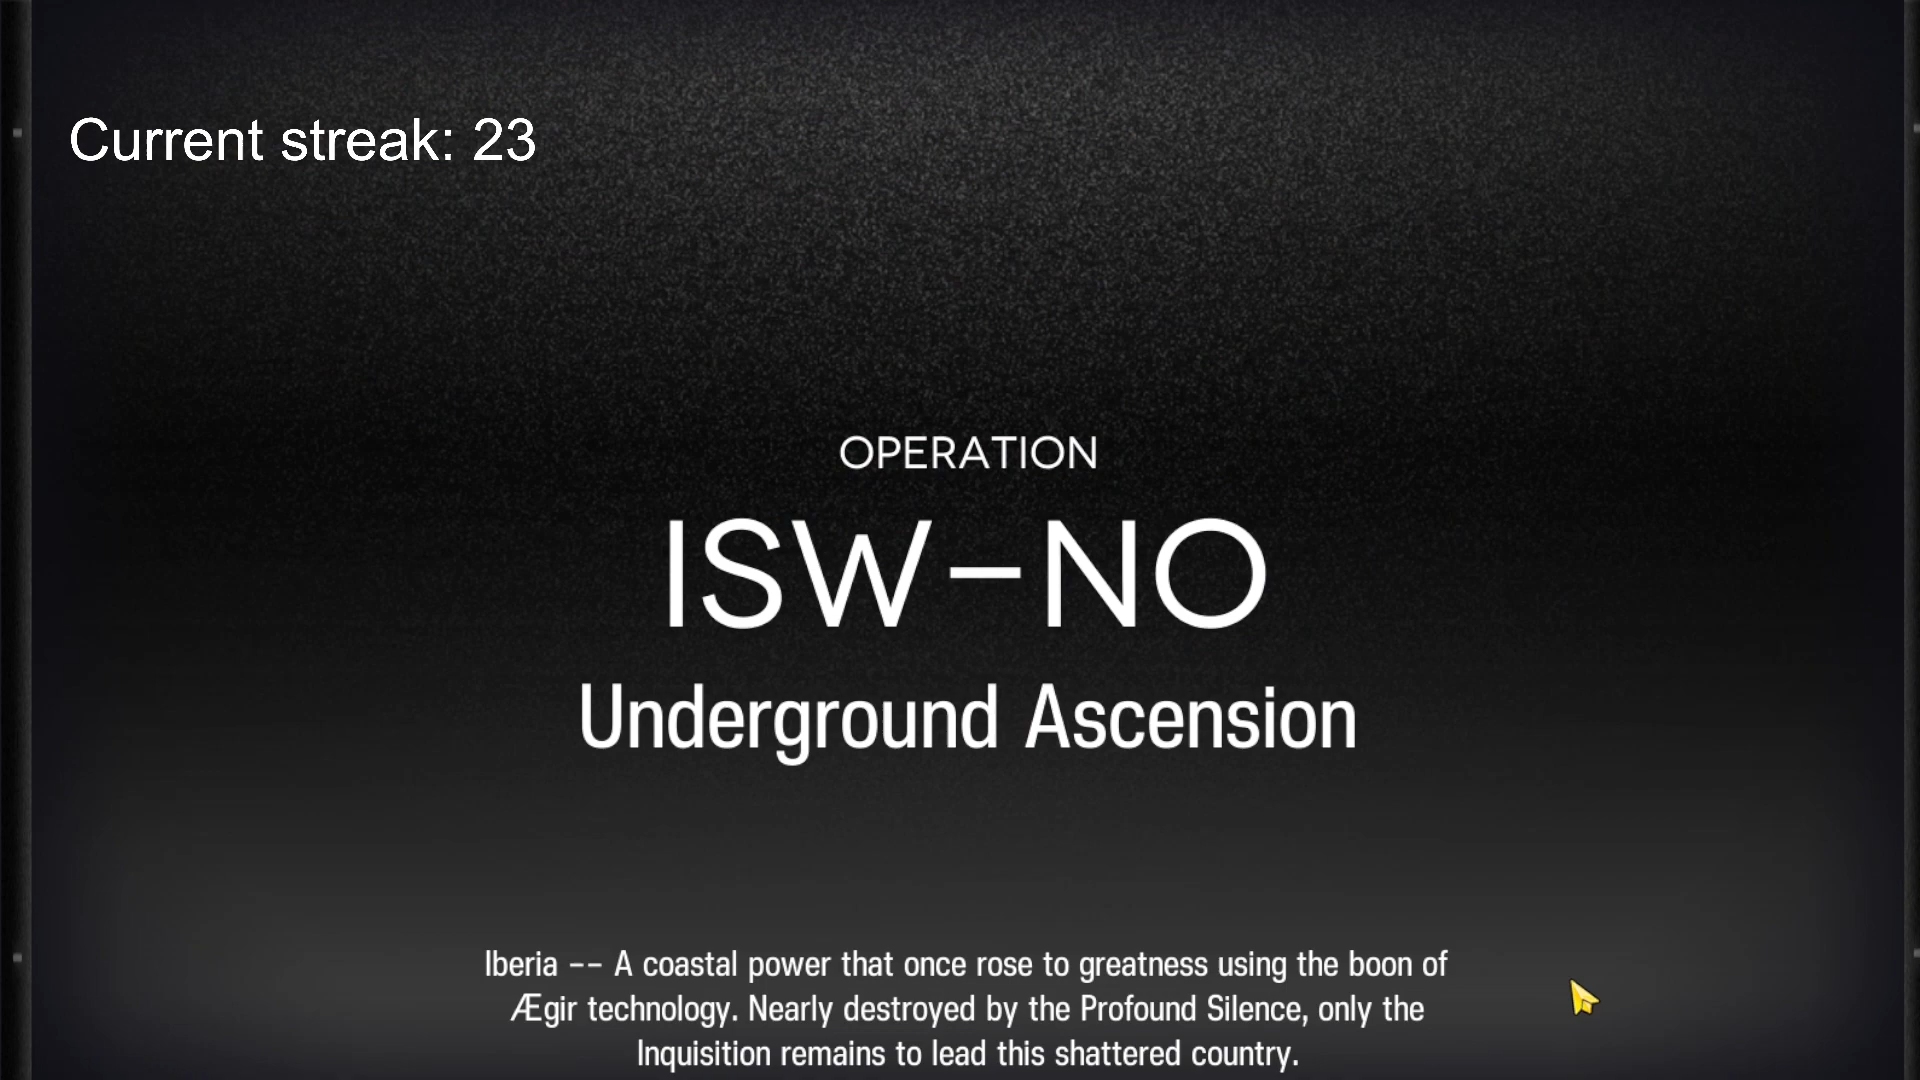 Current streak: 23
OPERATION
ISW-NO
Underground Ascension
Iberia -- A coastal power that once rose to greatness using the boon of
Ægir technology. Nearly destroyed by the Profound Silence, only the
Inquisition remains to lead this shattered country.